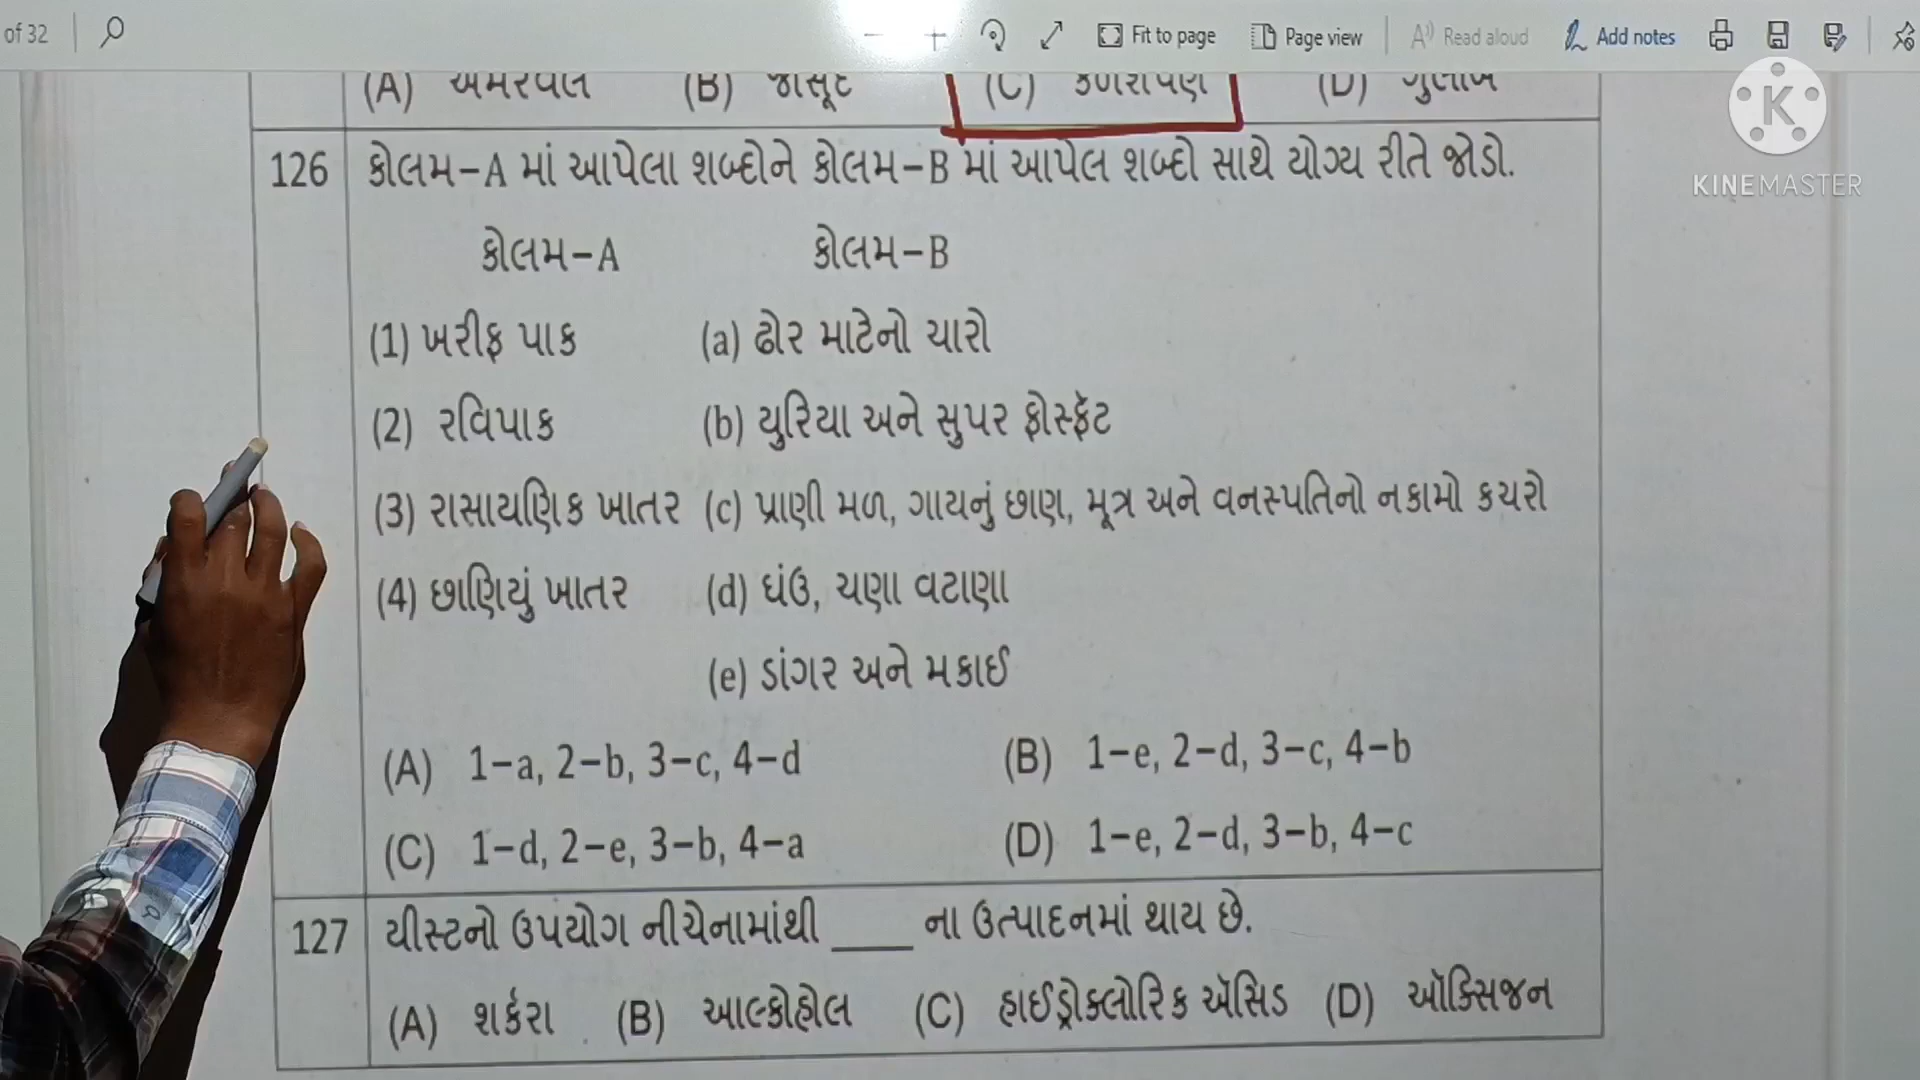 of 32 Fit to page Page view Read aloud Add notes
(A) અમરવેલ (B) જાસૂદ (C) કળશપર્ણ (D) ગુલાબ
KINEMASTER
126 કોલમ-A માં આપેલા શબ્દોને કોલમ-B માં આપેલ શબ્દો સાથે યોગ્ય રીતે જોડો.
કોલમ-A કોલમ-B
(1) ખરીફ પાક (a) ઢોર માટેનો ચારો
(2) રવિપાક (b) યુરિયા અને સુપર ફોસ્ફેટ
(3) રાસાયણિક ખાતર (c) પ્રાણી મળ, ગાયનું છાણ, મૂત્ર અને વનસ્પતિનો નકામો કચરો
(4) છાણિયું ખાતર (d) ઘંઉ, ચણા વટાણા
(e) ડાંગર અને મકાઈ
(A) 1-a, 2-b, 3-c, 4-d (B) 1-e, 2-d, 3-c, 4-b
(C) 1-d, 2-e, 3-b, 4-a (D) 1-e, 2-d, 3-b, 4-c
127 યીસ્ટનો ઉપયોગ નીચેનામાંથી ____ ના ઉત્પાદનમાં થાય છે.
(A) શર્કરા (B) આલ્કોહોલ (C) હાઈડ્રોક્લોરિક ઍસિડ (D) ઑક્સિજન